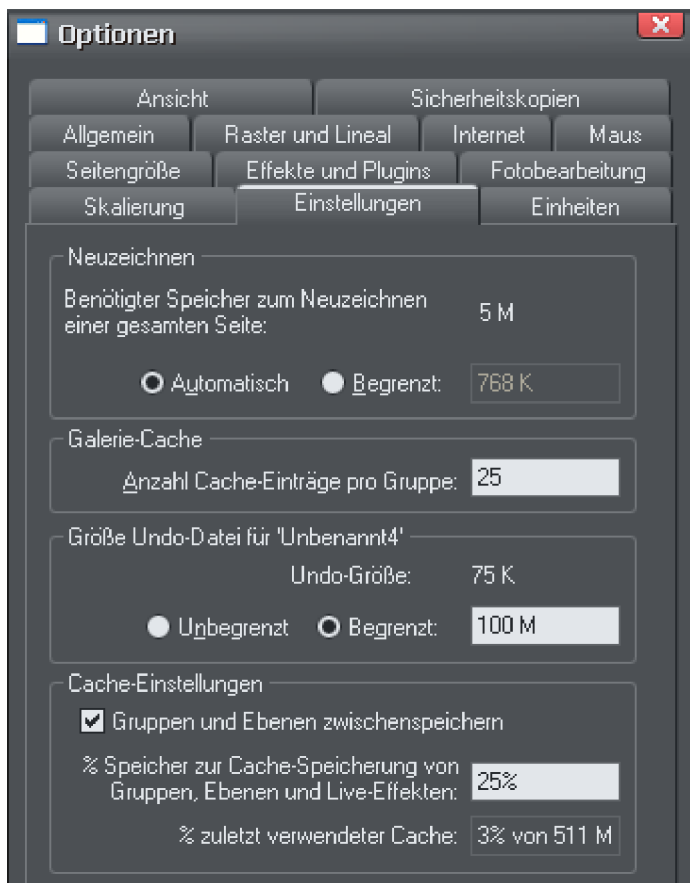 Optionen
Ansicht Sicherheitskopien
Allgemein Raster und Lineal Internet Maus
Seitengröße Effekte und Plugins Fotobearbeitung
Skalierung Einstellungen Einheiten
Neuzeichnen
Benötigter Speicher zum Neuzeichnen
einer gesamten Seite: 5 M
Automatisch Begrenzt: 768 K
Galerie-Cache
Anzahl Cache-Einträge pro Gruppe: 25
Größe Undo-Datei für 'Unbenannt4'
Undo-Größe: 75 K
Unbegrenzt Begrenzt: 100 M
Cache-Einstellungen
Gruppen und Ebenen zwischenspeichern
% Speicher zur Cache-Speicherung von
Gruppen, Ebenen und Live-Effekten: 25%
% zuletzt verwendeter Cache: 3% von 511 M